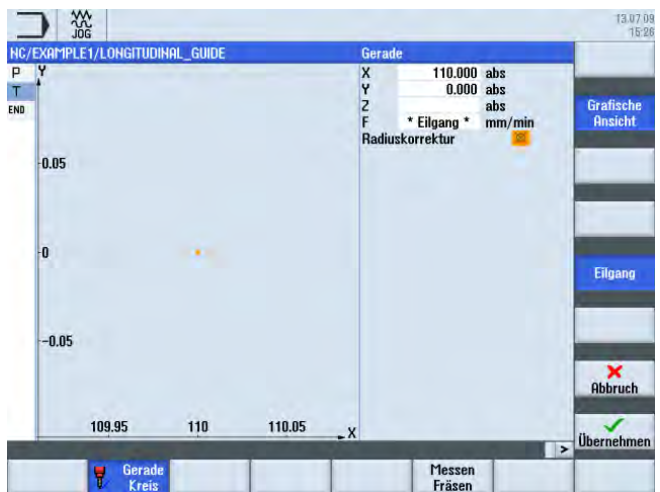 JOG
13.07.09
15:26
NC/EXAMPLE1/LONGITUDINAL_GUIDE
Gerade
P
T
END
Y
0.05
0
-0.05
109.95 110 110.05 X
X 110.000 abs
Y 0.000 abs
Z abs
F * Eilgang * mm/min
Radiuskorrektur
Grafische
Ansicht
Eilgang
Abbruch
Übernehmen
>
Gerade
Kreis
Messen
Fräsen